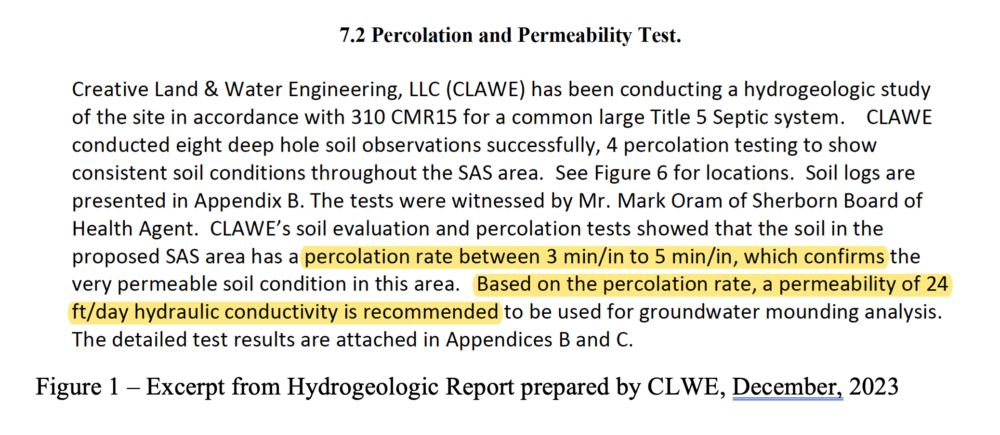 7.2 Percolation and Permeability Test.
Creative Land & Water Engineering, LLC (CLAWE) has been conducting a hydrogeologic study
of the site in accordance with 310 CMR15 for a common large Title 5 Septic system.    CLAWE
conducted eight deep hole soil observations successfully, 4 percolation testing to show
consistent soil conditions throughout the SAS area.  See Figure 6 for locations.  Soil logs are
presented in Appendix B. The tests were witnessed by Mr. Mark Oram of Sherborn Board of
Health Agent.  CLAWE’s soil evaluation and percolation tests showed that the soil in the
proposed SAS area has a percolation rate between 3 min/in to 5 min/in, which confirms the
very permeable soil condition in this area.  Based on the percolation rate, a permeability of 24
ft/day hydraulic conductivity is recommended to be used for groundwater mounding analysis.
The detailed test results are attached in Appendices B and C.
Figure 1 – Excerpt from Hydrogeologic Report prepared by CLWE, December, 2023